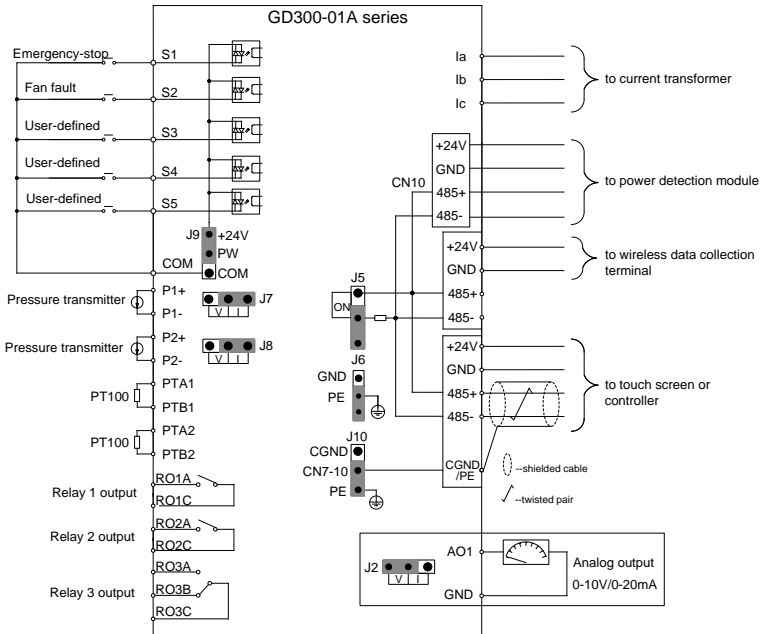 GD300-01A series
Emergency-stop
S1
Fan fault
S2
User-defined
S3
User-defined
S4
User-defined
S5
J9
+24V
PW
COM
COM
Pressure transmitter
P1+
P1-
J7
V
I
Pressure transmitter
P2+
P2-
J8
V
I
PT100
PTA1
PTB1
PT100
PTA2
PTB2
Relay 1 output
RO1A
RO1C
Relay 2 output
RO2A
RO2C
Relay 3 output
RO3A
RO3B
RO3C
Ia
Ib
Ic
to current transformer
CN10
+24V
GND
485+
485-
to power detection module
+24V
GND
485+
485-
to wireless data collection
terminal
J5
ON
J6
GND
PE
+24V
GND
485+
485-
CGND
/PE
to touch screen or
controller
J10
CGND
CN7-10
PE
--shielded cable
--twisted pair
J2
V
I
AO1
GND
Analog output
0-10V/0-20mA